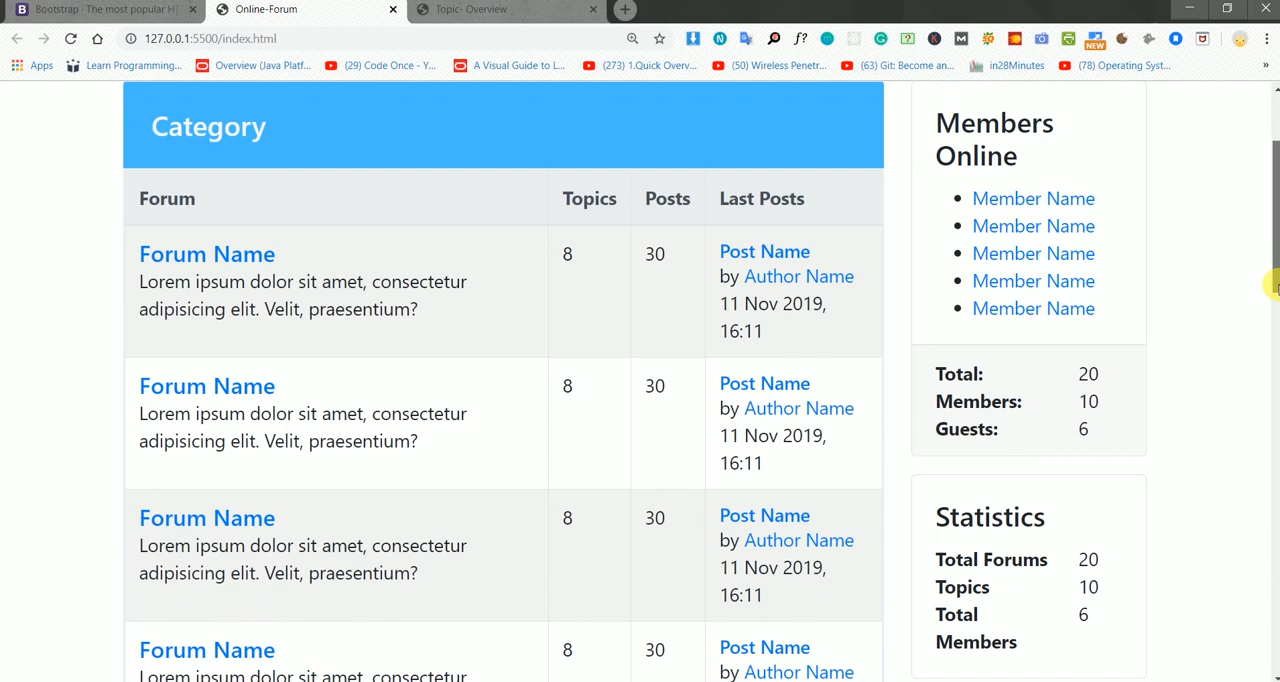 Bootstrap · The most popular H
Online-Forum
Topic- Overview
127.0.0.1:5500/index.html
f?
NEW
Apps
Learn Programming...
Overview (Java Platf...
(29) Code Once - Y...
A Visual Guide to L...
(273) 1.Quick Overv...
(50) Wireless Penetr...
(63) Git: Become an...
in28Minutes
(78) Operating Syst...
»
Category
Forum Topics Posts Last Posts
Forum Name 8 30 Post Name
Lorem ipsum dolor sit amet, consectetur by Author Name
adipisicing elit. Velit, praesentium? 11 Nov 2019,
16:11
Forum Name 8 30 Post Name
Lorem ipsum dolor sit amet, consectetur by Author Name
adipisicing elit. Velit, praesentium? 11 Nov 2019,
16:11
Forum Name 8 30 Post Name
Lorem ipsum dolor sit amet, consectetur by Author Name
adipisicing elit. Velit, praesentium? 11 Nov 2019,
16:11
Forum Name 8 30 Post Name
Lorem ipsum dolor sit amet, consectetur by Author Name
Members
Online
• Member Name
• Member Name
• Member Name
• Member Name
• Member Name
Total: 20
Members: 10
Guests: 6
Statistics
Total Forums 20
Topics 10
Total 6
Members